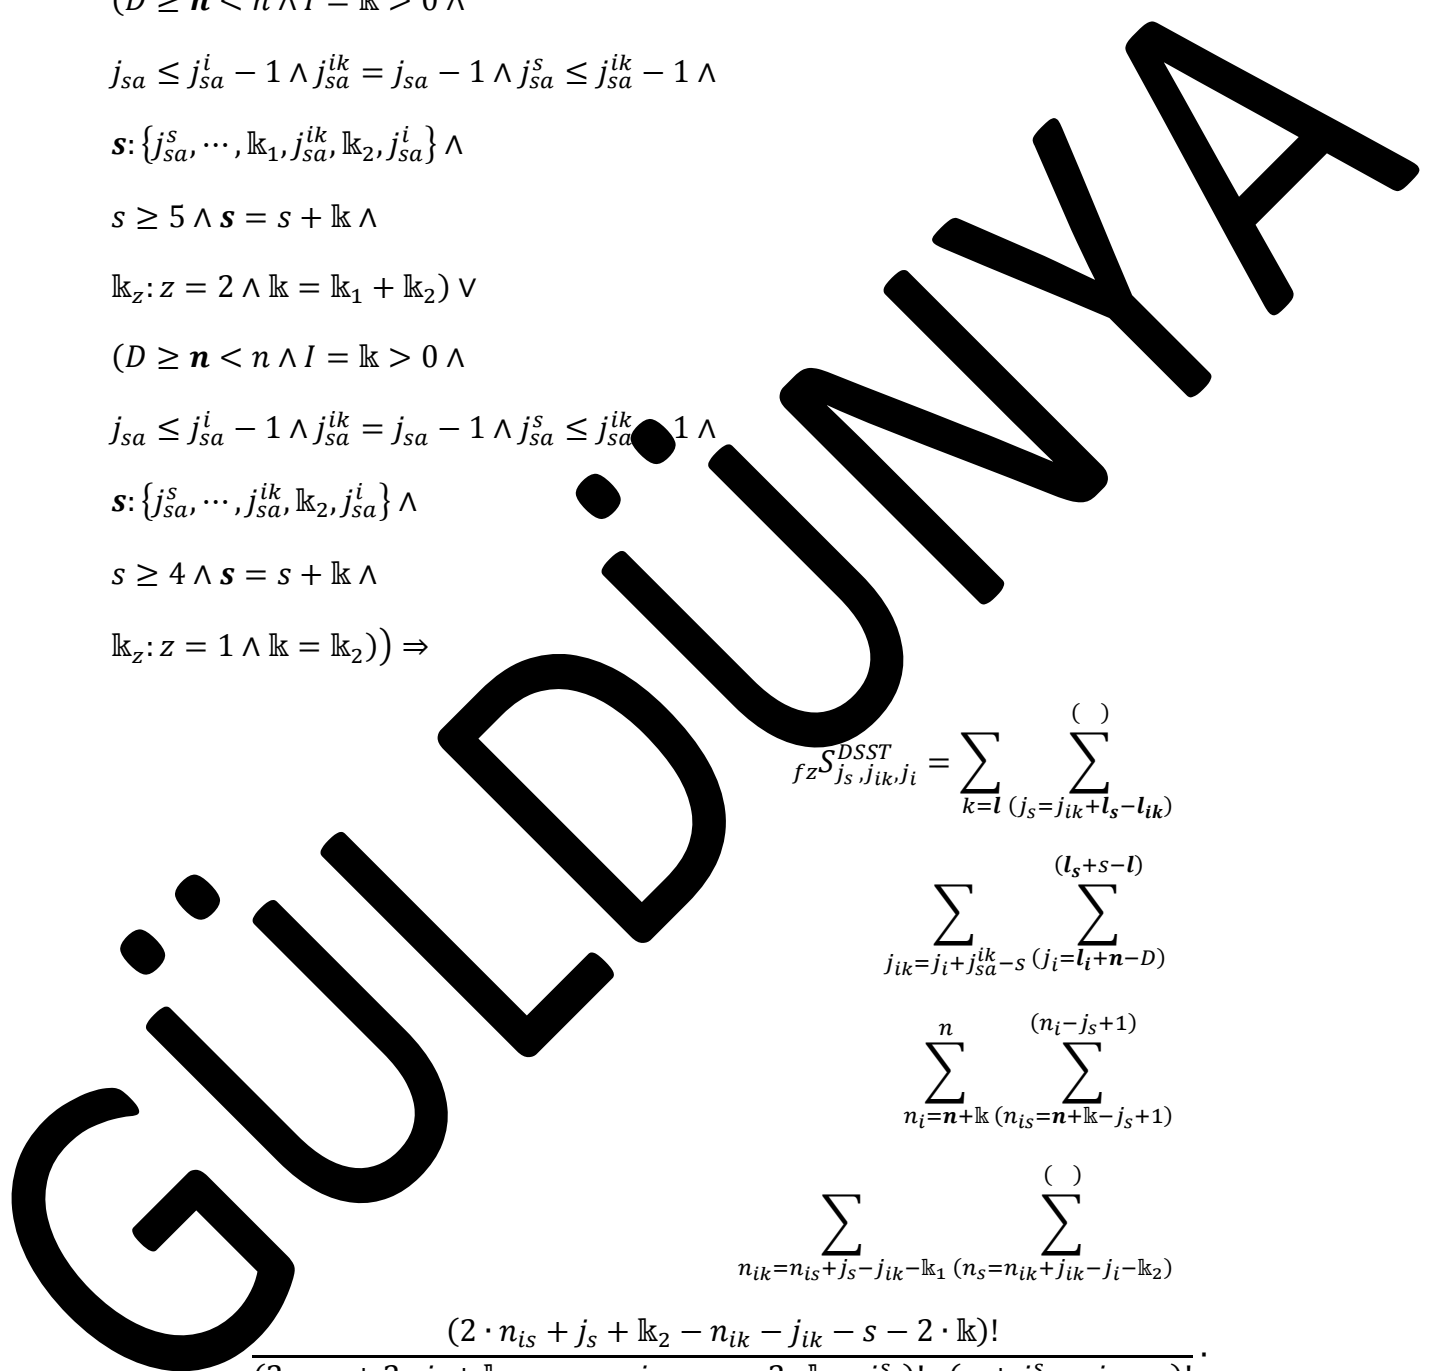 (D ≥ 𝒏 < n ∧ I = 𝕜 > 0 ∧
j_{sa} ≤ j_{sa}^{i} − 1 ∧ j_{sa}^{ik} = j_{sa} − 1 ∧ j_{sa}^{s} ≤ j_{sa}^{ik} − 1 ∧
𝒔: {j_{sa}^{s}, ⋯, 𝕜_1, j_{sa}^{ik}, 𝕜_2, j_{sa}^{i}} ∧
s ≥ 5 ∧ 𝒔 = s + 𝕜 ∧
𝕜_z: z = 2 ∧ 𝕜 = 𝕜_1 + 𝕜_2) ∨
(D ≥ 𝒏 < n ∧ I = 𝕜 > 0 ∧
j_{sa} ≤ j_{sa}^{i} − 1 ∧ j_{sa}^{ik} = j_{sa} − 1 ∧ j_{sa}^{s} ≤ j_{sa}^{ik} 1 ∧
𝒔: {j_{sa}^{s}, ⋯, j_{sa}^{ik}, 𝕜_2, j_{sa}^{i}} ∧
s ≥ 4 ∧ 𝒔 = s + 𝕜 ∧
𝕜_z: z = 1 ∧ 𝕜 = 𝕜_2)) ⇒
_{fz}S_{j_s,j_{ik},j_i}^{DSST} = ∑_{k=𝒍} ∑_{(j_s=j_{ik}+𝒍_𝒔−𝒍_{𝒊𝒌})}^{( )}
∑_{j_{ik}=j_i+j_{sa}^{ik}−s} ∑_{(j_i=𝒍_𝒊+𝒏−D)}^{(𝒍_𝒔+s−𝒍)}
∑_{n_i=𝒏+𝕜}^{n} ∑_{(n_{is}=𝒏+𝕜−j_s+1)}^{(n_i−j_s+1)}
∑_{n_{ik}=n_{is}+j_s−j_{ik}−𝕜_1} ∑_{(n_s=n_{ik}+j_{ik}−j_i−𝕜_2)}^{( )}
(2 · n_{is} + j_s + 𝕜_2 − n_{ik} − j_{ik} − s − 2 · 𝕜)!
GÜLDÜNYA